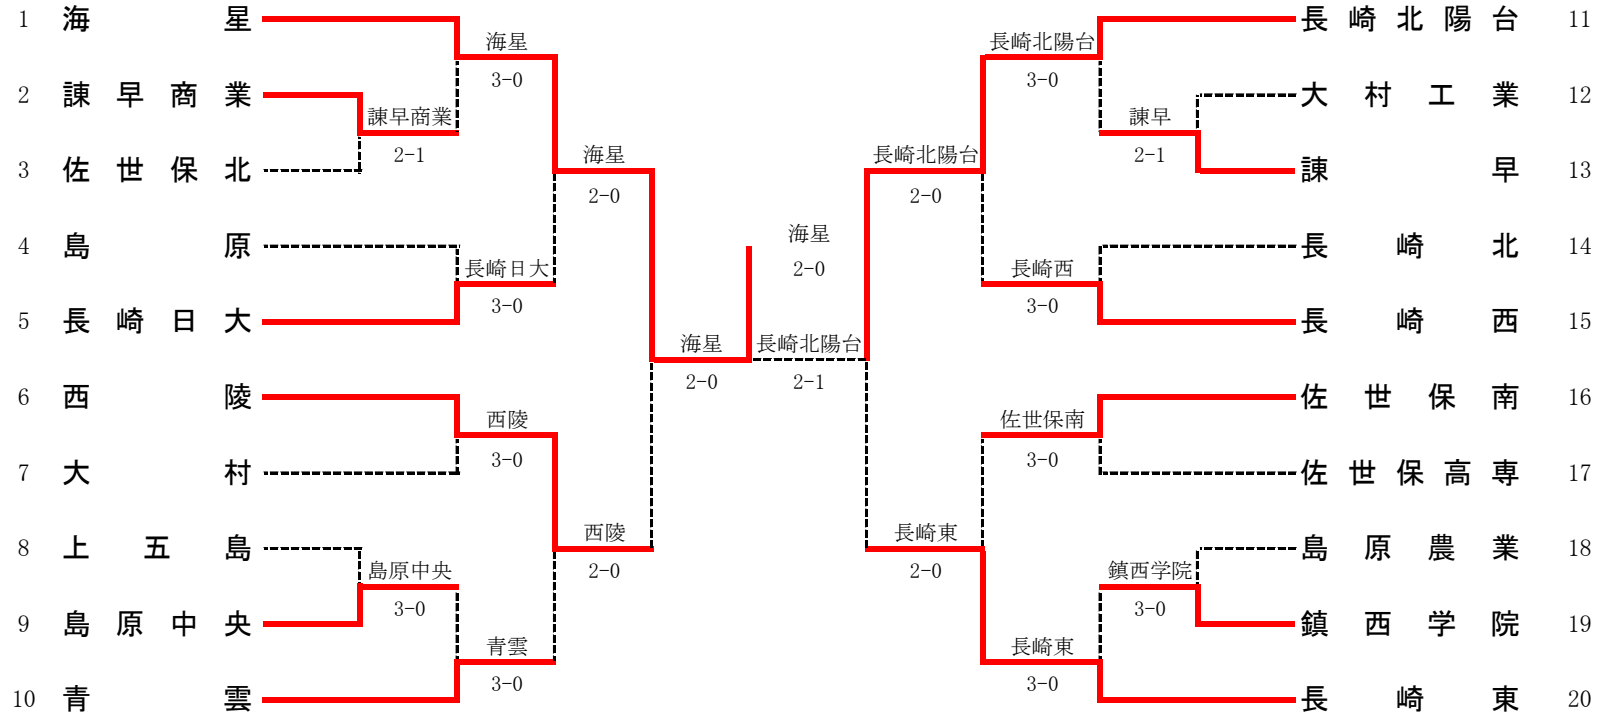 1 海星 海星 長崎北陽台 長崎北陽台 11
3-0 3-0
2 諫早商業 諫早商業 諫早 大村工業 12
2-1 海星 長崎北陽台 2-1
3 佐世保北 諫早 13
2-0 2-0
海星
4 島原 長崎北 14
長崎日大 2-0 長崎西
3-0 3-0
5 長崎日大 長崎西 15
海星 長崎北陽台
2-0 2-1
6 西陵 佐世保南 16
西陵 佐世保南
3-0 3-0
7 大村 佐世保高専 17
西陵 長崎東
8 上五島 島原農業 18
島原中央 2-0 2-0 鎮西学院
3-0 3-0
9 島原中央 鎮西学院 19
青雲 長崎東
3-0 3-0
10 青雲 長崎東 20